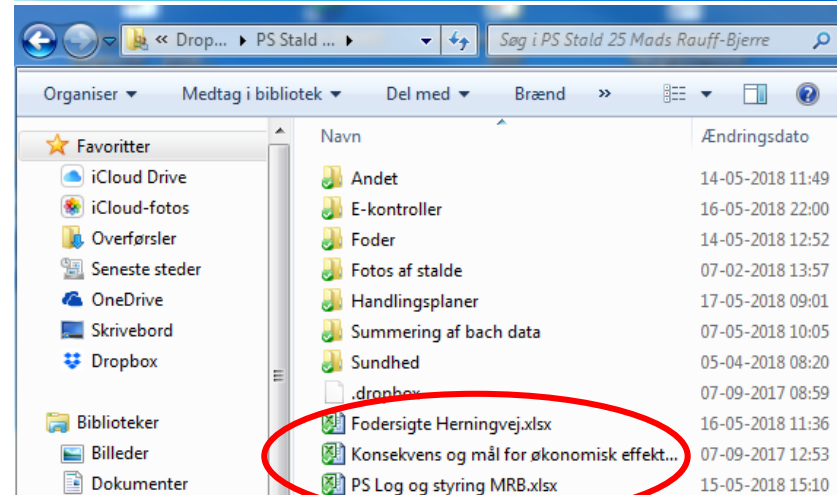 « Drop... ▸ PS Stald ... ▸ Søg i PS Stald 25 Mads Rauff-Bjerre
Organiser Medtag i bibliotek Del med Brænd »
Navn Ændringsdato
Favoritter
iCloud Drive
iCloud-fotos
Overførsler
Seneste steder
OneDrive
Skrivebord
Dropbox
Biblioteker
Billeder
Dokumenter
Andet 14-05-2018 11:49
E-kontroller 16-05-2018 22:00
Foder 14-05-2018 12:52
Fotos af stalde 07-02-2018 13:57
Handlingsplaner 17-05-2018 09:01
Summering af bach data 07-05-2018 10:05
Sundhed 05-04-2018 08:20
.dropbox 07-09-2017 08:59
Fodersigte Herningvej.xlsx 16-05-2018 11:36
Konsekvens og mål for økonomisk effekt... 07-09-2017 12:53
PS Log og styring MRB.xlsx 15-05-2018 15:10